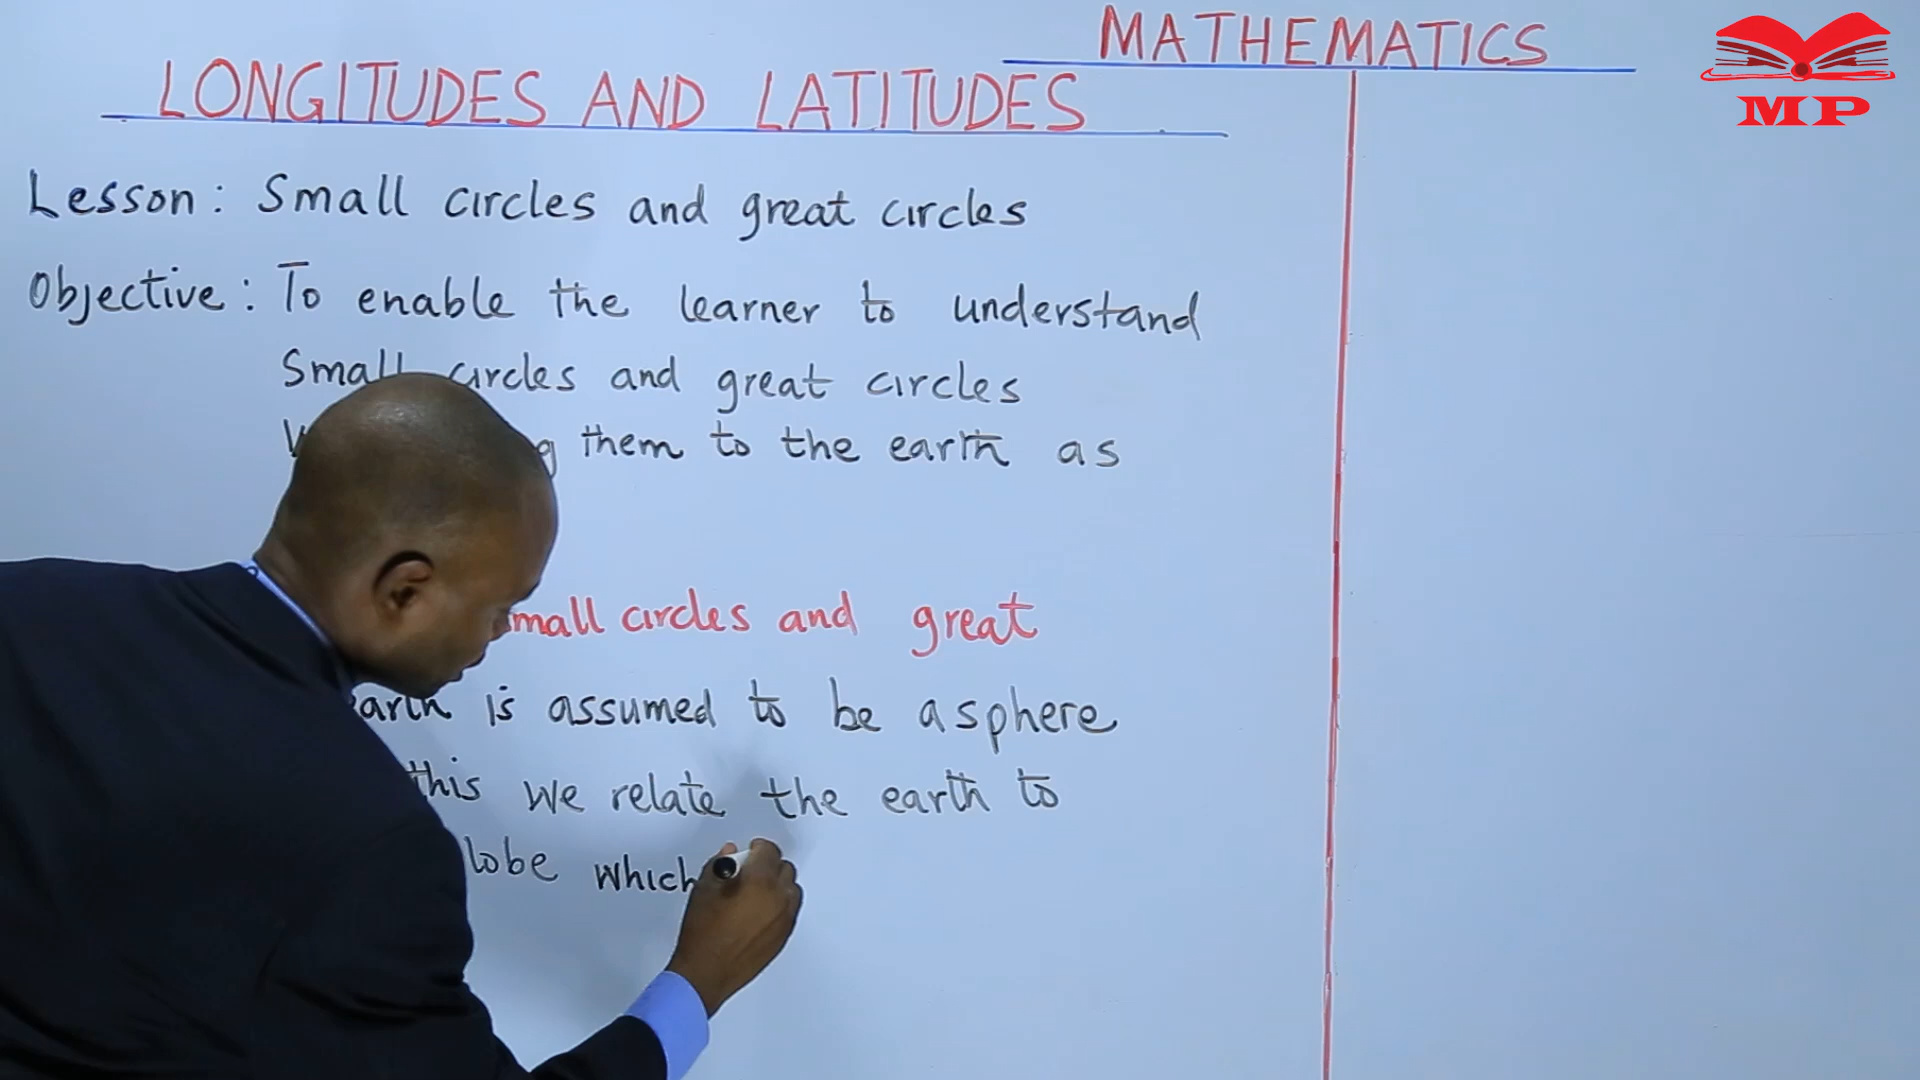 MATHEMATICS
MP
LONGITUDES AND LATITUDES
Lesson: Small circles and great circles
Objective: To enable the learner to understand
Small circles and great circles
them to the earth as
circles and great
is assumed to be a sphere
this we relate the earth to
which